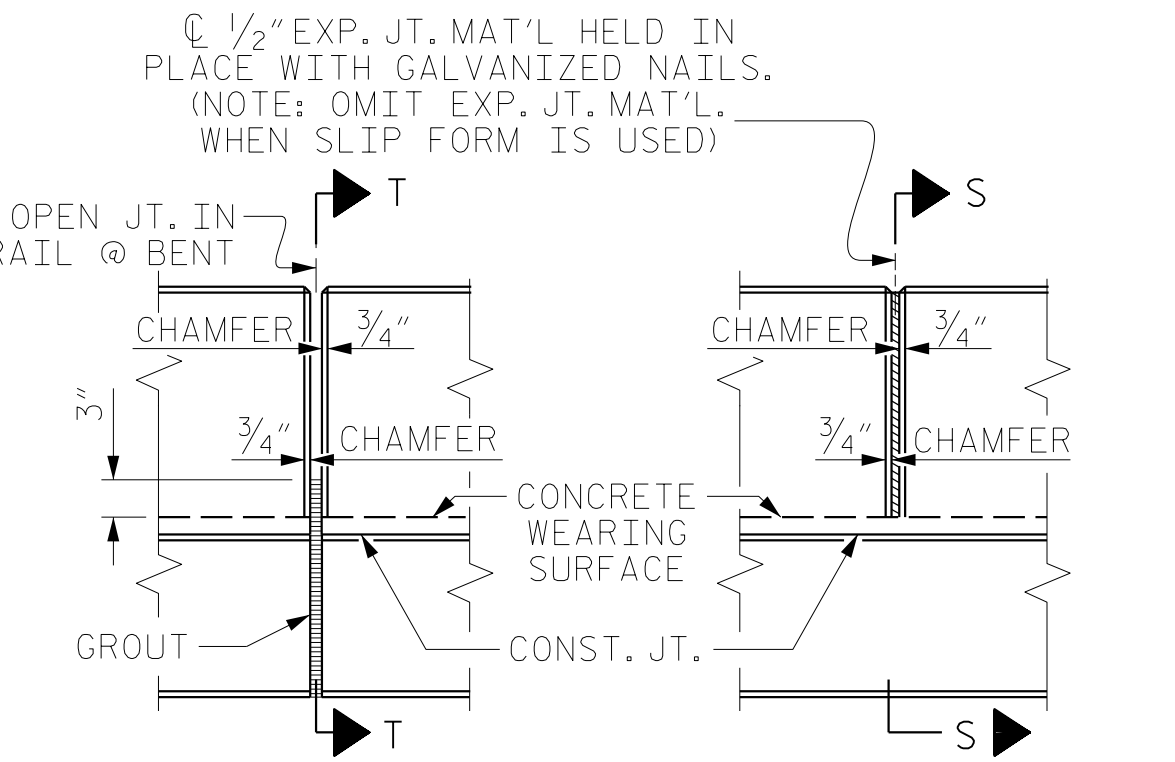 ℄ 1/2" EXP. JT. MAT'L HELD IN
PLACE WITH GALVANIZED NAILS.
(NOTE: OMIT EXP. JT. MAT'L.
WHEN SLIP FORM IS USED)
T
S
OPEN JT. IN
RAIL @ BENT
CHAMFER
3/4"
CHAMFER
3/4"
3"
3/4"
CHAMFER
3/4"
CHAMFER
CONCRETE
WEARING
SURFACE
GROUT
CONST. JT.
T
S